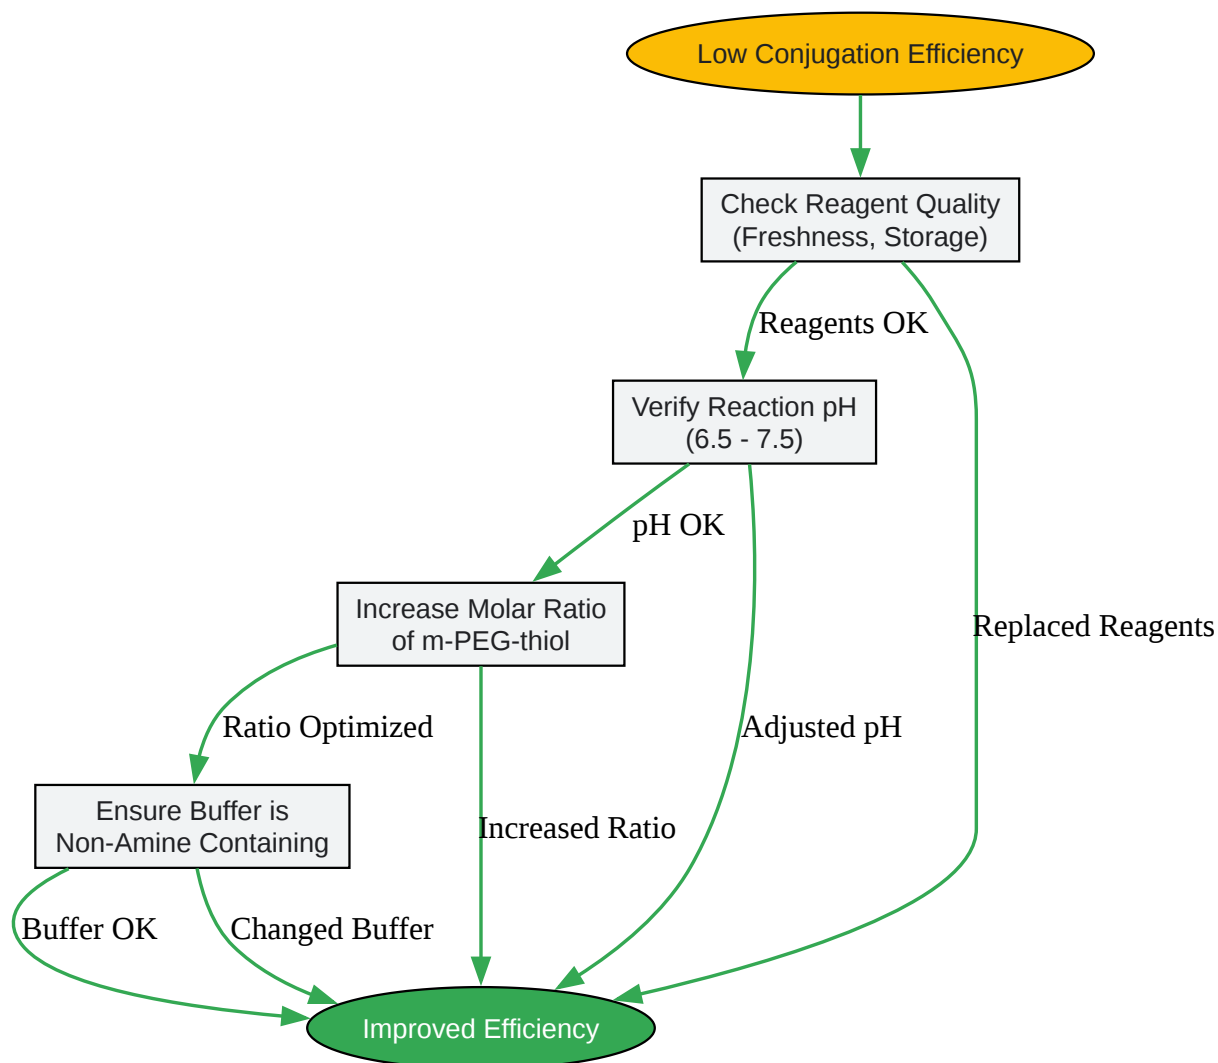 Low Conjugation Efficiency
Check Reagent Quality
(Freshness, Storage)
Reagents OK
Verify Reaction pH
(6.5 - 7.5)
pH OK
Increase Molar Ratio
of m-PEG-thiol
Replaced Reagents
Ratio Optimized
Adjusted pH
Ensure Buffer is
Non-Amine Containing
Increased Ratio
Buffer OK
Changed Buffer
Improved Efficiency